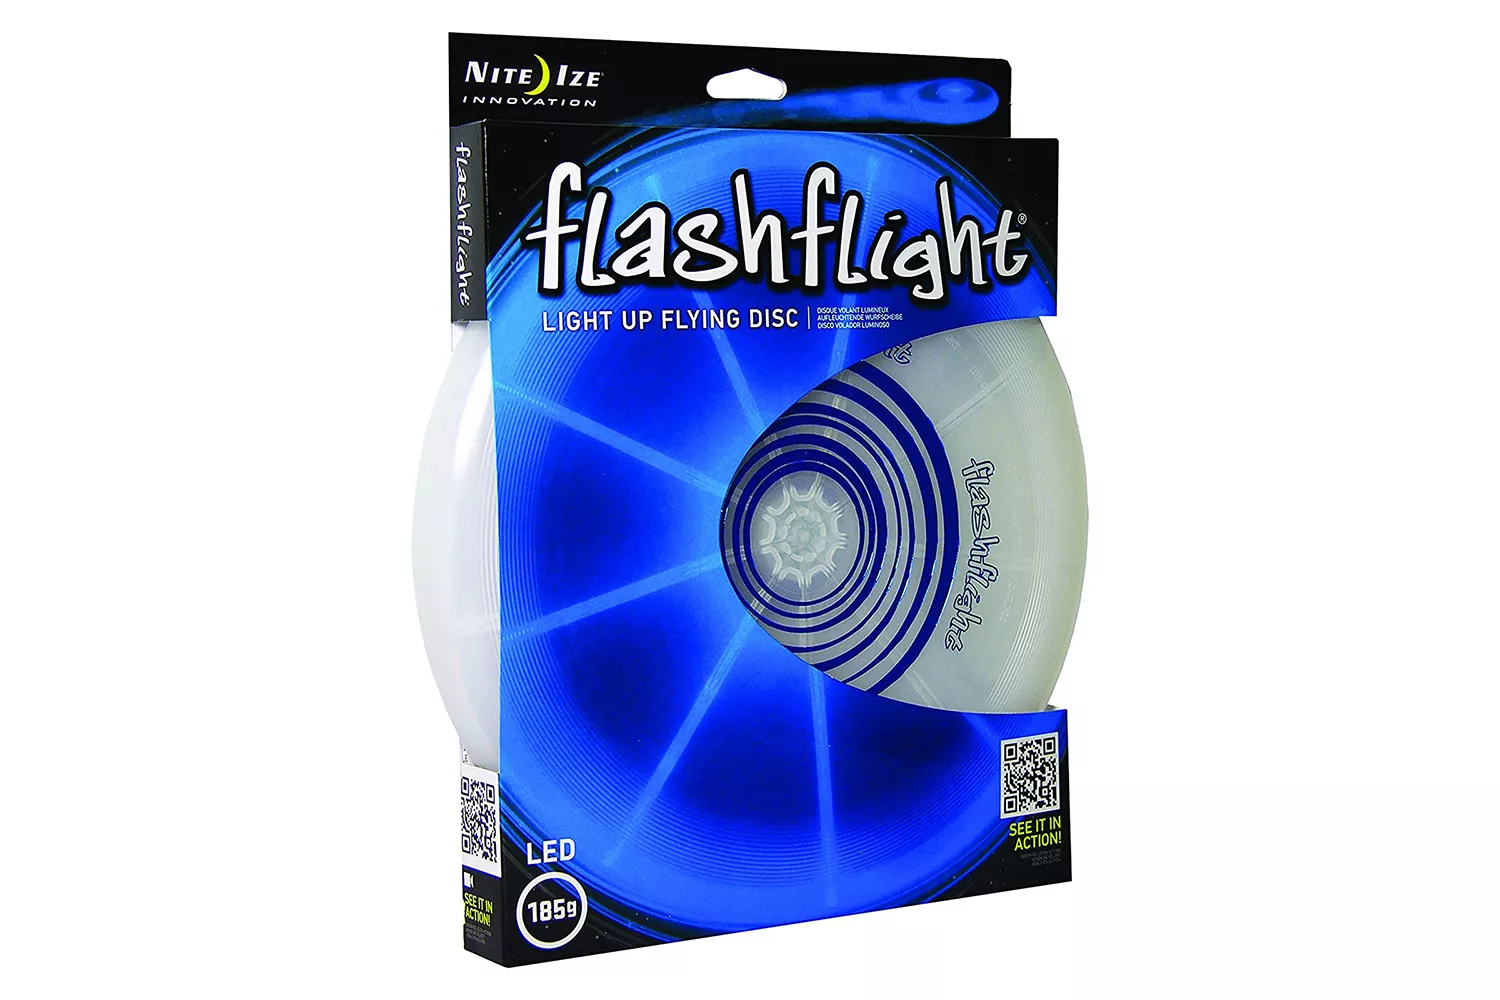 NITE IZE
INNOVATION
flashflight
flashflight®
LIGHT UP FLYING DISC
DISQUE VOLANT LUMINEUX
AUFLEUCHTENDE WURFSCHEIBE
DISCO VOLADOR LUMINOSO
flashflight
LED
185g
SEE IT IN
ACTION!
SEE IT IN
ACTION!